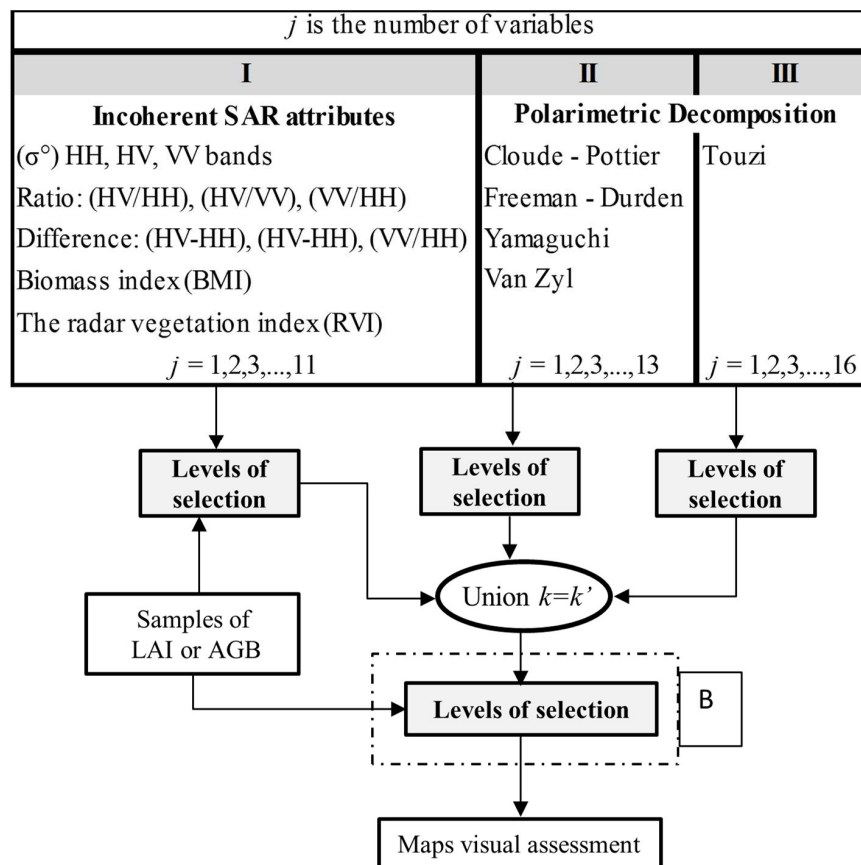 j is the number of variables
I
II
III
Incoherent SAR attributes
Polarimetric Decomposition
(σ°) HH, HV, VV bands
Ratio: (HV/HH), (HV/VV), (VV/HH)
Difference: (HV-HH), (HV-HH), (VV/HH)
Biomass index (BMI)
The radar vegetation index (RVI)
j = 1,2,3,...,11
Cloude - Pottier
Freeman - Durden
Yamaguchi
Van Zyl
j = 1,2,3,...,13
Touzi
j = 1,2,3,...,16
Levels of
selection
Levels of
selection
Levels of
selection
Union k=k’
Samples of
LAI or AGB
Levels of selection
B
Maps visual assessment